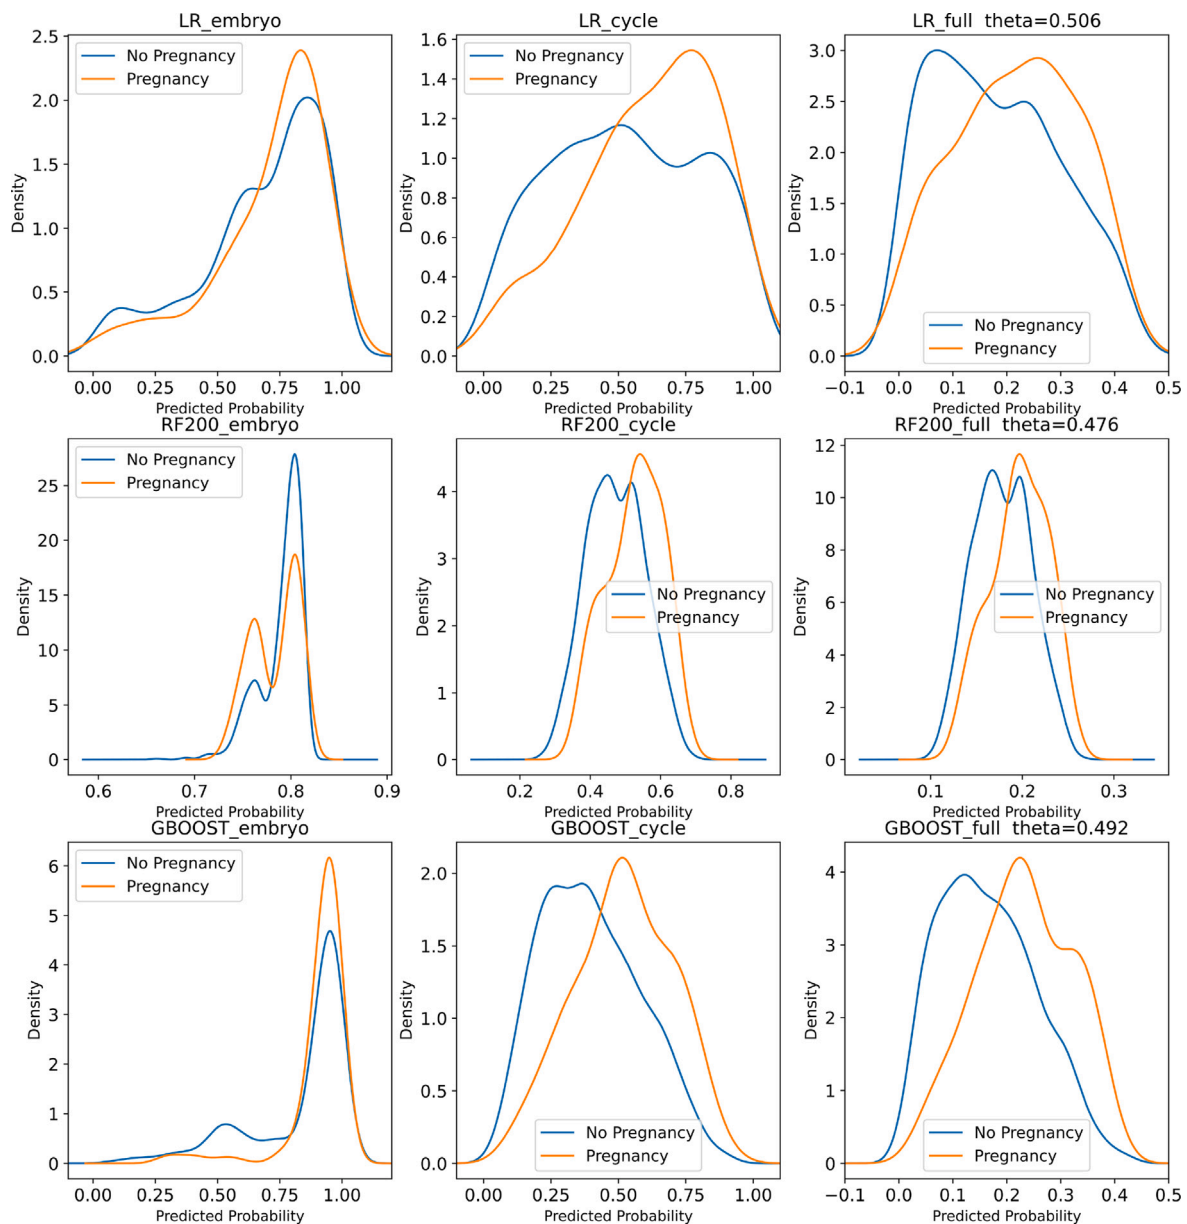 LR_embryo
2.5
2.0
1.5
1.0
0.5
0.0
Density
No Pregnancy
Pregnancy
0.00 0.25 0.50 0.75 1.00
Predicted Probability
LR_cycle
1.6
1.4
1.2
1.0
0.8
0.6
0.4
0.2
0.0
Density
No Pregnancy
Pregnancy
0.00 0.25 0.50 0.75 1.00
Predicted Probability
LR_full theta=0.506
3.0
2.5
2.0
1.5
1.0
0.5
0.0
Density
No Pregnancy
Pregnancy
−0.1 0.0 0.1 0.2 0.3 0.4 0.5
Predicted Probability
RF200_embryo
25
20
15
10
5
0
Density
No Pregnancy
Pregnancy
0.6 0.7 0.8 0.9
Predicted Probability
RF200_cycle
4
3
2
1
0
Density
No Pregnancy
Pregnancy
0.2 0.4 0.6 0.8
Predicted Probability
RF200_full theta=0.476
12
10
8
6
4
2
0
Density
No Pregnancy
Pregnancy
0.1 0.2 0.3
Predicted Probability
GBOOST_embryo
6
5
4
3
2
1
0
Density
No Pregnancy
Pregnancy
0.00 0.25 0.50 0.75 1.00
Predicted Probability
GBOOST_cycle
2.0
1.5
1.0
0.5
0.0
Density
No Pregnancy
Pregnancy
0.00 0.25 0.50 0.75 1.00
Predicted Probability
GBOOST_full theta=0.492
4
3
2
1
0
Density
No Pregnancy
Pregnancy
−0.1 0.0 0.1 0.2 0.3 0.4 0.5
Predicted Probability